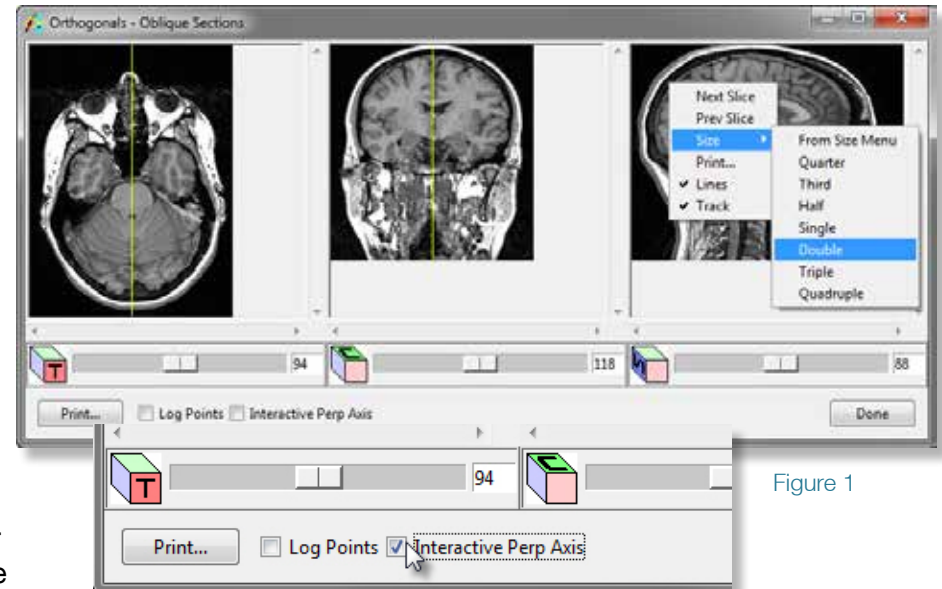 Orthogonals - Oblique Sections
Next Slice
Prev Slice
Size
Print...
✔ Lines
✔ Track
From Size Menu
Quarter
Third
Half
Single
Double
Triple
Quadruple
T 94 C 118 S 88
Print... Log Points Interactive Perp Axis Done
T 94 C
Print... Log Points Interactive Perp Axis
Figure 1
e